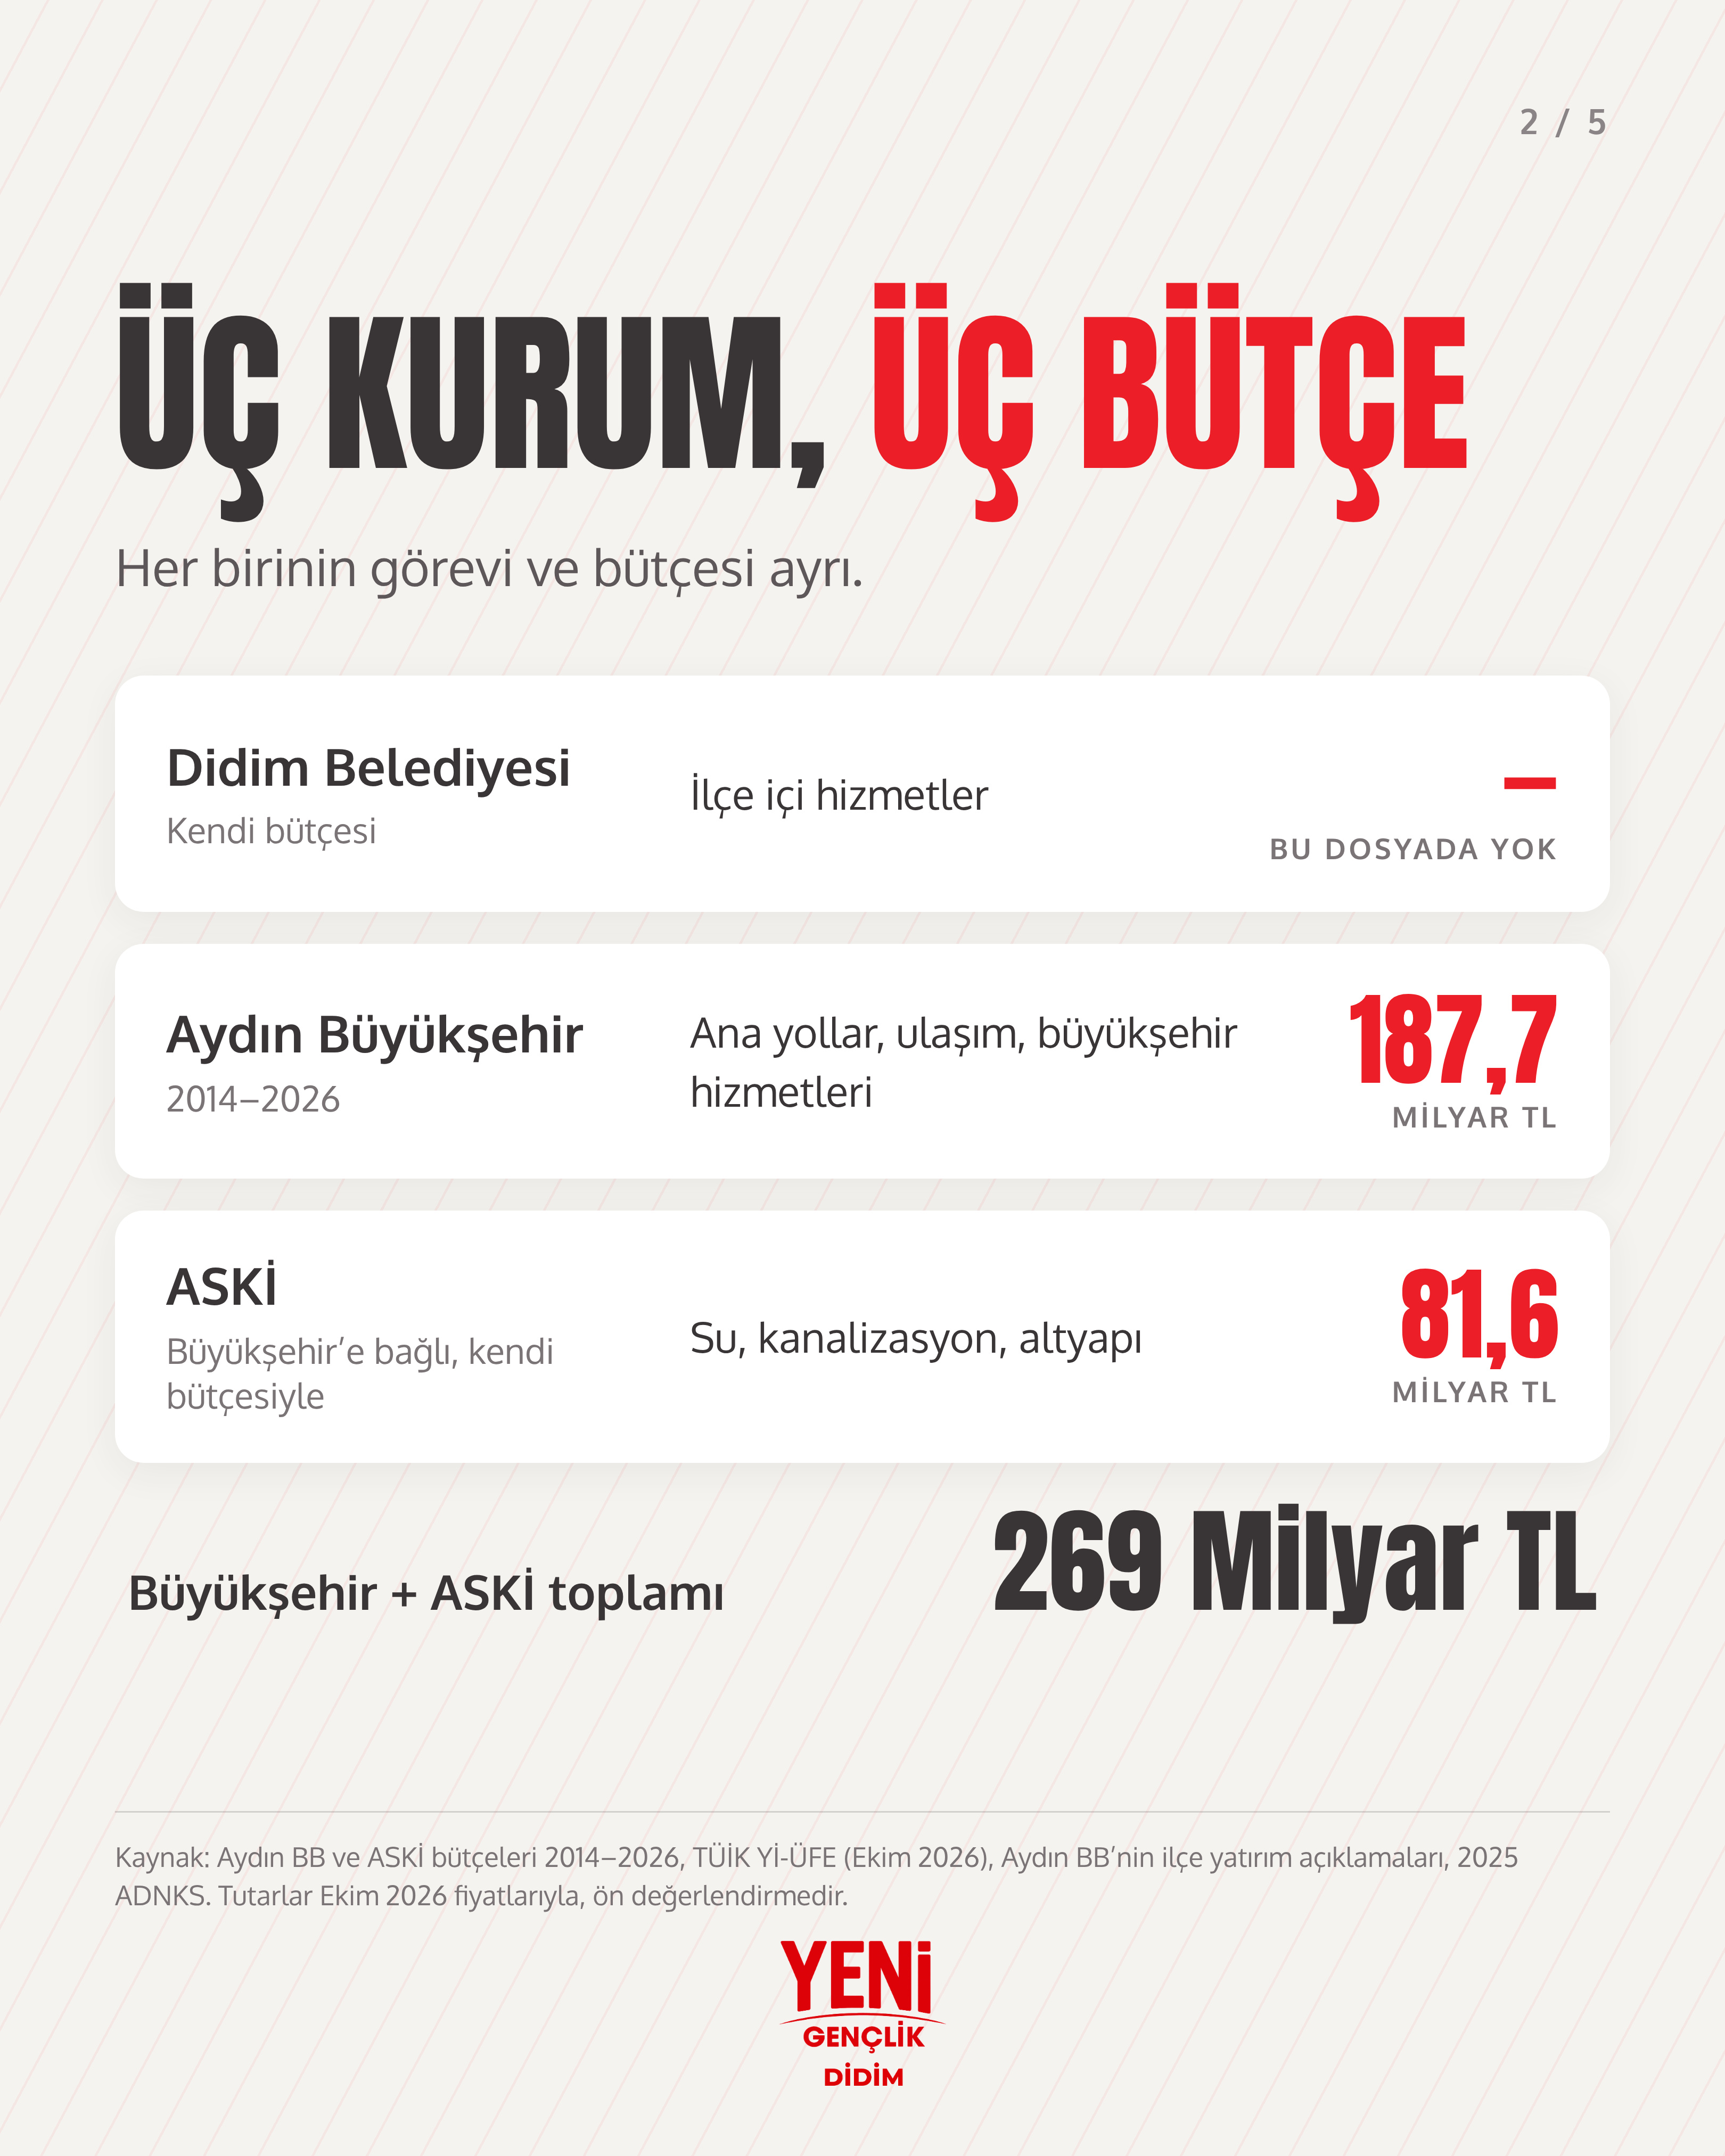 2 / 5
ÜÇ KURUM, ÜÇ BÜTÇE
Her birinin görevi ve bütçesi ayrı.
Didim Belediyesi
Kendi bütçesi
İlçe içi hizmetler
–
BU DOSYADA YOK
Aydın Büyükşehir
2014–2026
Ana yollar, ulaşım, büyükşehir
hizmetleri
187,7
MİLYAR TL
ASKİ
Büyükşehir’e bağlı, kendi
bütçesiyle
Su, kanalizasyon, altyapı
81,6
MİLYAR TL
Büyükşehir + ASKİ toplamı
269 Milyar TL
Kaynak: Aydın BB ve ASKİ bütçeleri 2014–2026, TÜİK Yİ-ÜFE (Ekim 2026), Aydın BB’nin ilçe yatırım açıklamaları, 2025
ADNKS. Tutarlar Ekim 2026 fiyatlarıyla, ön değerlendirmedir.
YENİ
GENÇLİK
DİDİM